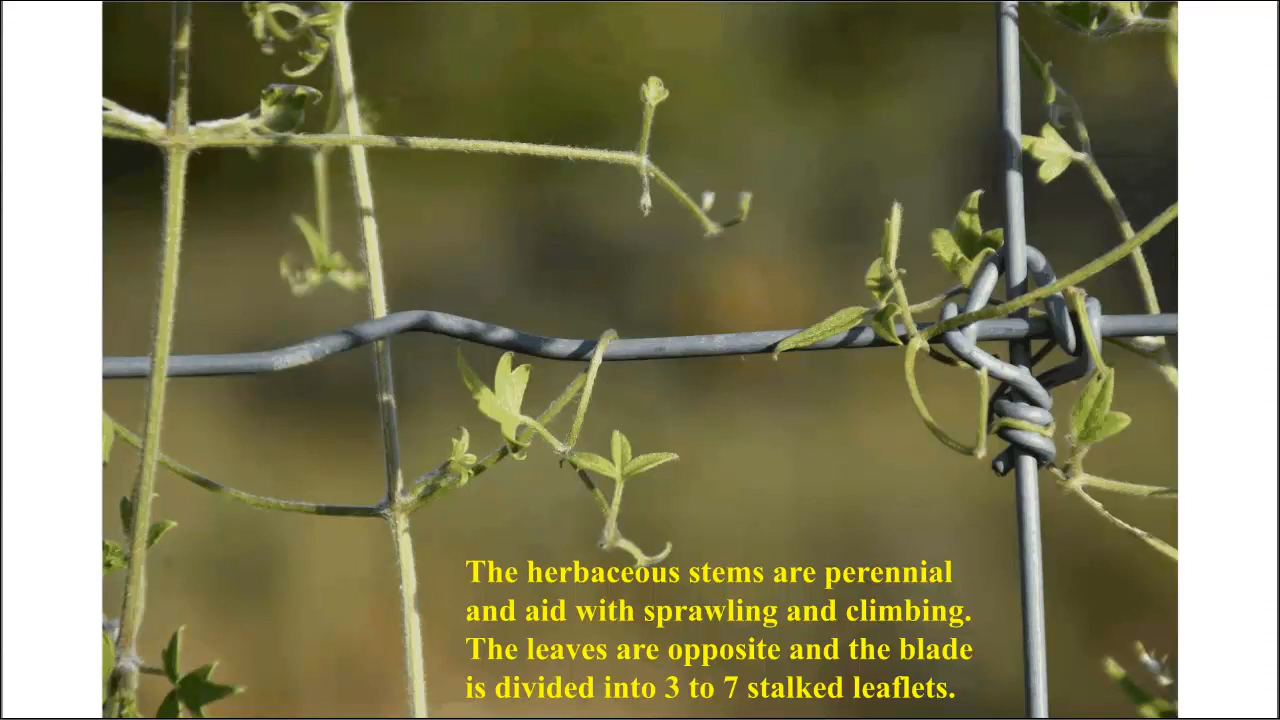 The herbaceous stems are perennial
and aid with sprawling and climbing.
The leaves are opposite and the blade
is divided into 3 to 7 stalked leaflets.